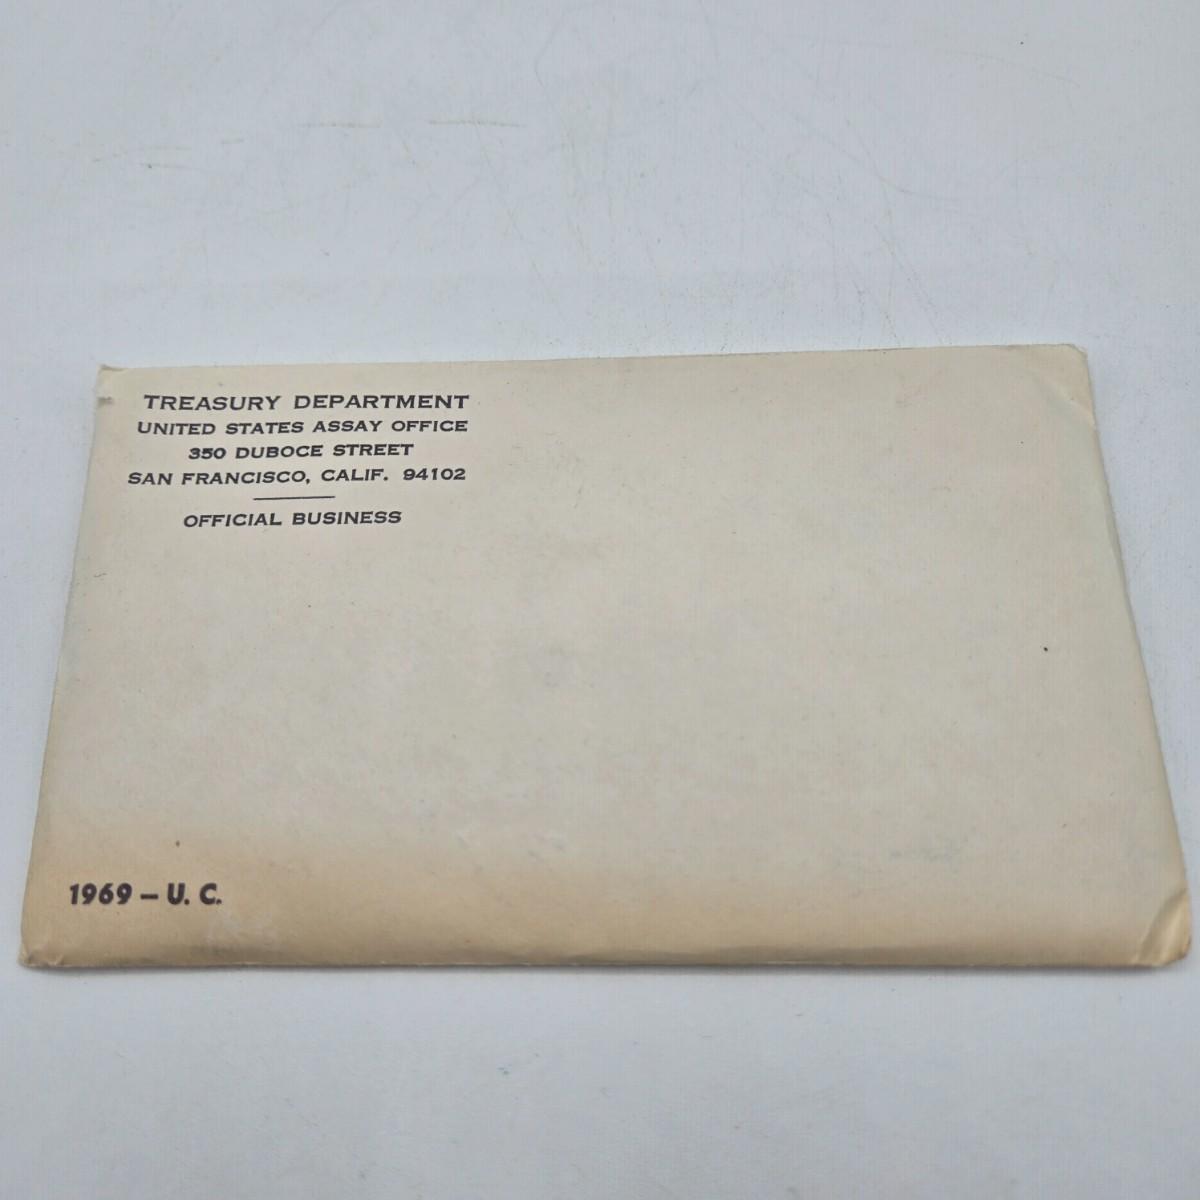 TREASURY DEPARTMENT
UNITED STATES ASSAY OFFICE
350 DUBOCE STREET
SAN FRANCISCO, CALIF. 94102
OFFICIAL BUSINESS
1969 – U. C.